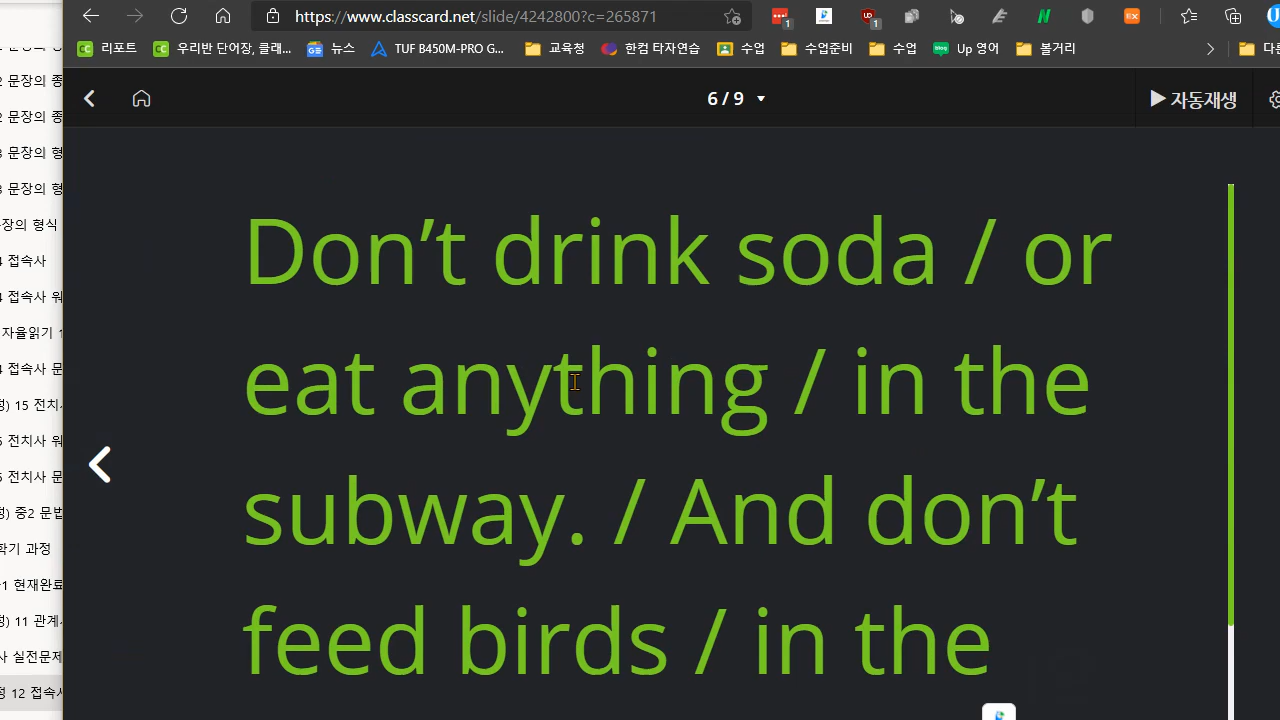 https://www.classcard.net/slide/4242800?c=265871
1
1
리포트
우리반 단어장, 클래...
뉴스
TUF B450M-PRO G...
교육청
한컴 타자연습
수업
수업준비
수업
Up 영어
볼거리
6 / 9
자동재생
Don’t drink soda / or
eat anything / in the
subway. / And don’t
feed birds / in the
문장의 종
문장의 종
문장의 형
문장의 형
장의 형식
접속사
접속사 워
자율읽기 1
접속사 문
) 15 전치
전치사 워
전치사 문
) 중2 문법
학기 과정
1 현재완료
) 11 관계
사 실전문제
정 12 접속사